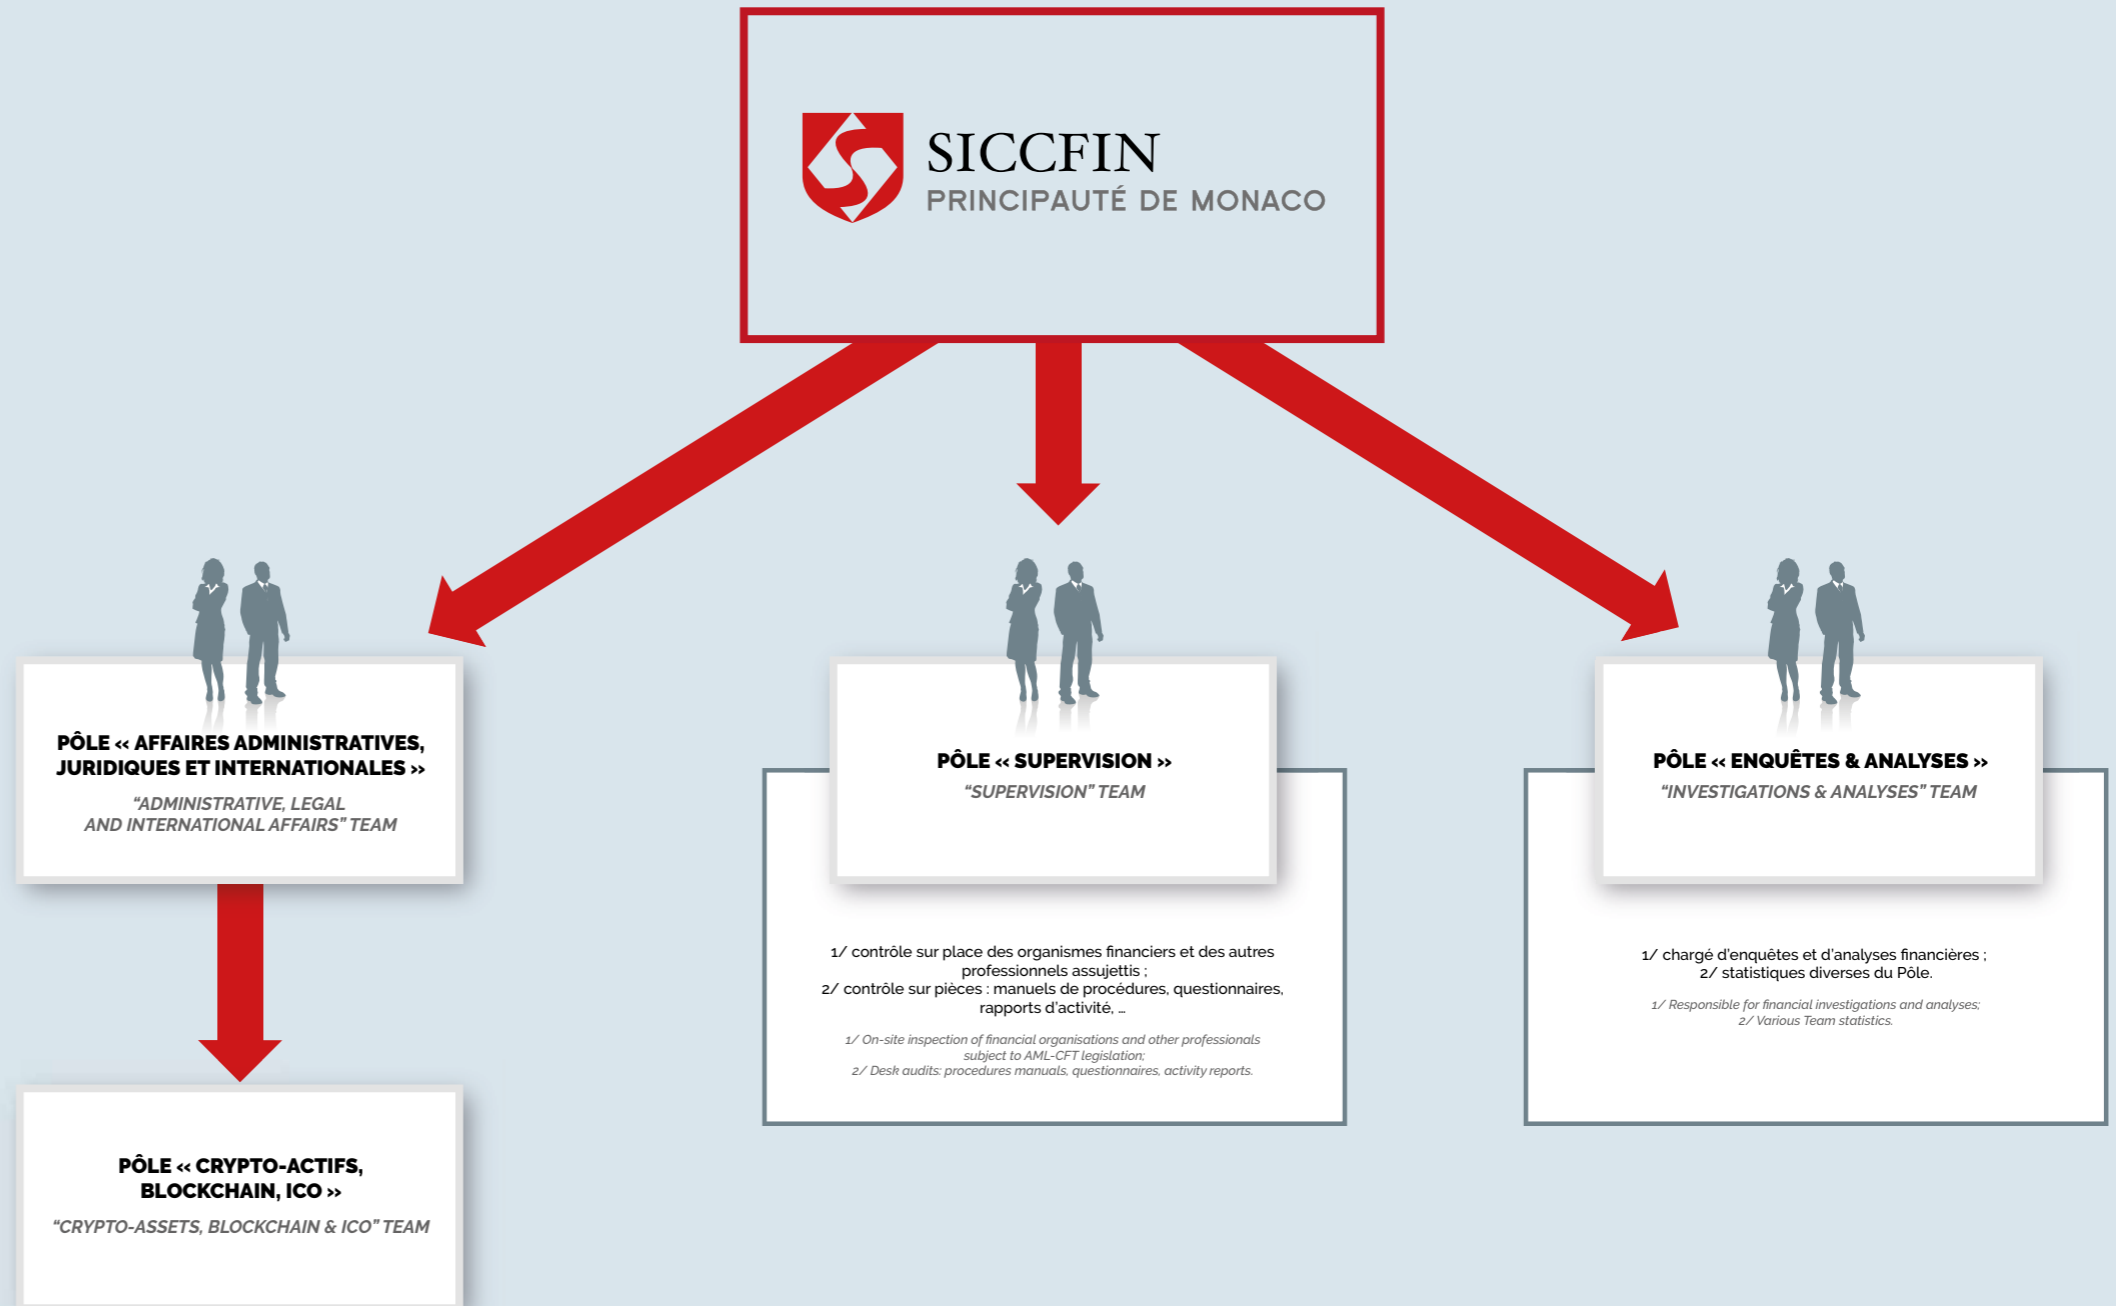 SICCFIN
PRINCIPAUTÉ DE MONACO
PÔLE « AFFAIRES ADMINISTRATIVES,
JURIDIQUES ET INTERNATIONALES »
“ADMINISTRATIVE, LEGAL
AND INTERNATIONAL AFFAIRS” TEAM
PÔLE « CRYPTO-ACTIFS,
BLOCKCHAIN, ICO »
“CRYPTO-ASSETS, BLOCKCHAIN & ICO” TEAM
PÔLE « SUPERVISION »
“SUPERVISION” TEAM
1/ contrôle sur place des organismes financiers et des autres
professionnels assujettis ;
2/ contrôle sur pièces : manuels de procédures, questionnaires,
rapports d’activité, …
1/ On-site inspection of financial organisations and other professionals
subject to AML-CFT legislation;
2/ Desk audits: procedures manuals, questionnaires, activity reports.
PÔLE « ENQUÊTES & ANALYSES »
“INVESTIGATIONS & ANALYSES” TEAM
1/ chargé d’enquêtes et d’analyses financières ;
2/ statistiques diverses du Pôle.
1/ Responsible for financial investigations and analyses;
2/ Various Team statistics.